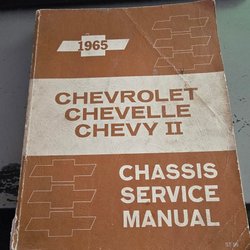 1965
CHEVROLET
CHEVELLE
CHEVY II
CHASSIS
SERVICE
MANUAL